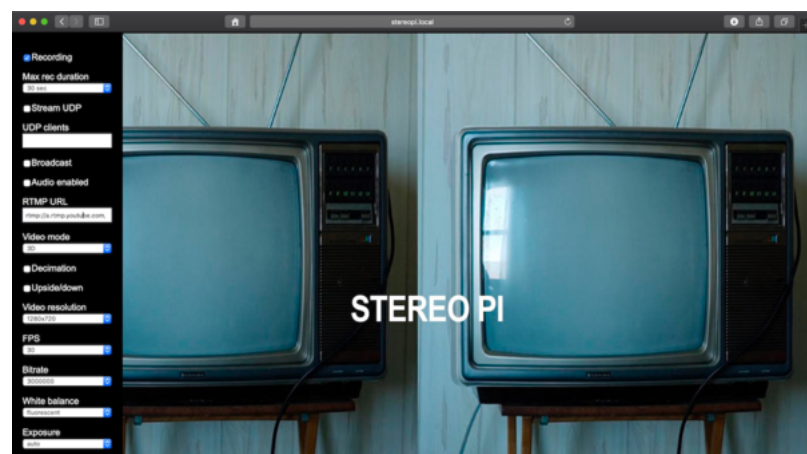 stereopi.local
Recording
Max rec duration
30 sec
Stream UDP
UDP clients
Broadcast
Audio enabled
RTMP URL
rtmp://a.rtmp.youtube.com,
Video mode
3D
Decimation
Upside/down
Video resolution
1280x720
FPS
30
Bitrate
3000000
White balance
fluorescent
Exposure
auto
STEREO PI